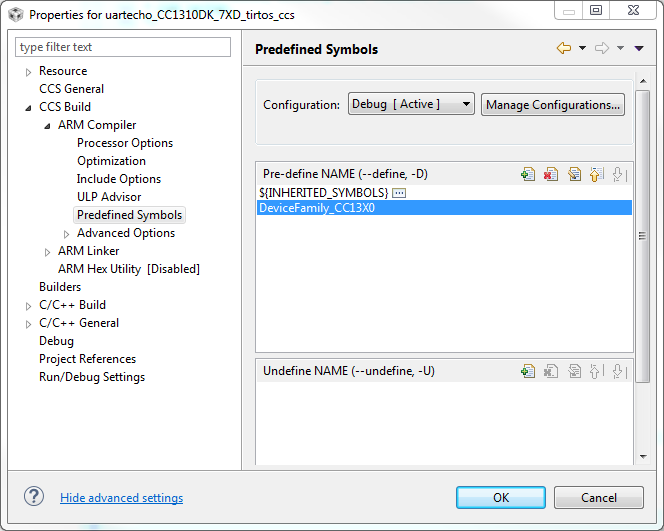 Properties for uartecho_CC1310DK_7XD_tirtos_ccs
type filter text
Resource
CCS General
CCS Build
ARM Compiler
Processor Options
Optimization
Include Options
ULP Advisor
Predefined Symbols
Advanced Options
ARM Linker
ARM Hex Utility [Disabled]
Builders
C/C++ Build
C/C++ General
Debug
Project References
Run/Debug Settings
Predefined Symbols
Configuration: Debug [ Active ] Manage Configurations...
Pre-define NAME (--define, -D)
${INHERITED_SYMBOLS}
DeviceFamily_CC13X0
Undefine NAME (--undefine, -U)
Hide advanced settings
OK Cancel